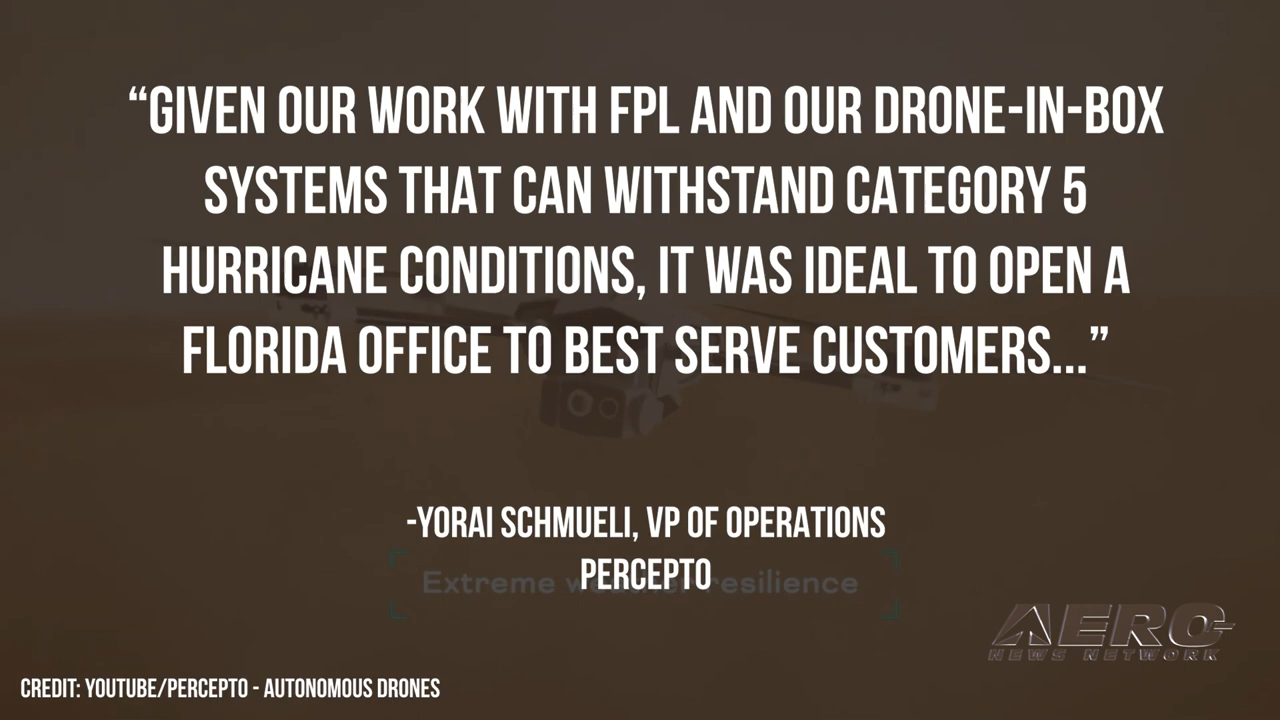 “GIVEN OUR WORK WITH FPL AND OUR DRONE-IN-BOX
SYSTEMS THAT CAN WITHSTAND CATEGORY 5
HURRICANE CONDITIONS, IT WAS IDEAL TO OPEN A
FLORIDA OFFICE TO BEST SERVE CUSTOMERS...”
-YORAI SCHMUELI, VP OF OPERATIONS
PERCEPTO
Extreme weather resilience
AERO
NEWS NETWORK
CREDIT: YOUTUBE/PERCEPTO - AUTONOMOUS DRONES